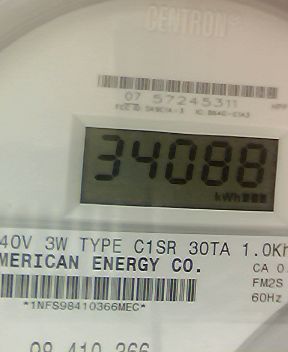 CENTRON®
07 57245311
34088
kWh
40V 3W TYPE C1SR 30TA 1.0Kh
MERICAN ENERGY CO.
CA 0.
FM2S
60Hz
*1NFS98410366MEC*
98 410 366